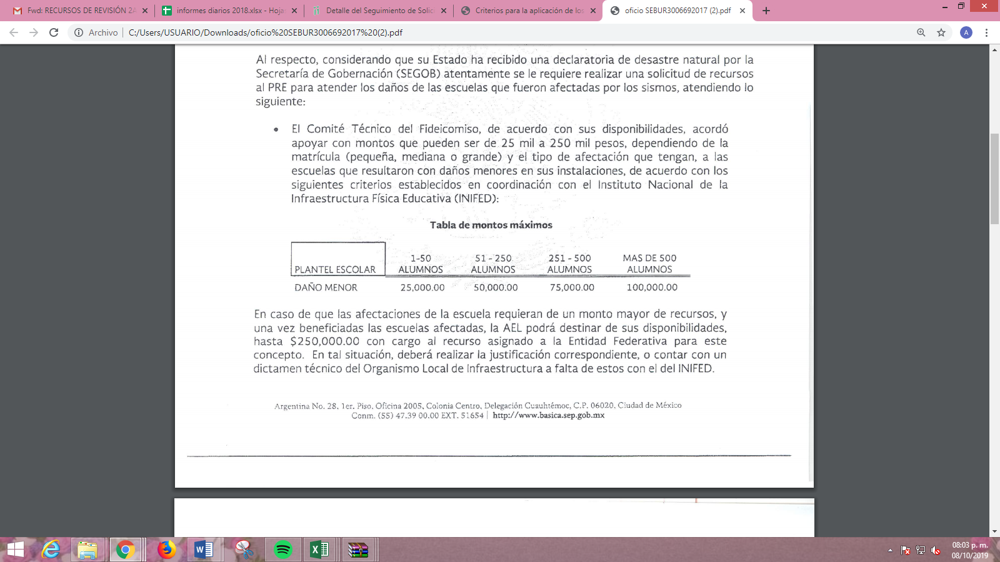 Fwd: RECURSOS DE REVISIÓN 2A
informes diarios 2018.xlsx - Hoja
Detalle del Seguimiento de Solic
Criterios para la aplicación de los
oficio SEBUR3006692017 (2).pdf
Archivo
C:/Users/USUARIO/Downloads/oficio%20SEBUR3006692017%20(2).pdf
A
Al respecto, considerando que su Estado ha recibido una declaratoria de desastre natural por la
Secretaría de Gobernación (SEGOB) atentamente se le requiere realizar una solicitud de recursos
al PRE para atender los daños de las escuelas que fueron afectadas por los sismos, atendiendo lo
siguiente:
• El Comité Técnico del Fideicomiso, de acuerdo con sus disponibilidades, acordó
apoyar con montos que pueden ser de 25 mil a 250 mil pesos, dependiendo de la
matrícula (pequeña, mediana o grande) y el tipo de afectación que tengan, a las
escuelas que resultaron con daños menores en sus instalaciones, de acuerdo con los
siguientes criterios establecidos en coordinación con el Instituto Nacional de la
Infraestructura Física Educativa (INIFED):
Tabla de montos máximos
PLANTEL ESCOLAR
1-50 ALUMNOS
51 - 250 ALUMNOS
251 - 500 ALUMNOS
MAS DE 500 ALUMNOS
DAÑO MENOR 25,000.00 50,000.00 75,000.00 100,000.00
En caso de que las afectaciones de la escuela requieran de un monto mayor de recursos, y
una vez beneficiadas las escuelas afectadas, la AEL podrá destinar de sus disponibilidades,
hasta $250,000.00 con cargo al recurso asignado a la Entidad Federativa para este
concepto. En tal situación, deberá realizar la justificación correspondiente, o contar con un
dictamen técnico del Organismo Local de Infraestructura a falta de estos con el del INIFED.
Argentina No. 28, 1er. Piso, Oficina 2005, Colonia Centro, Delegación Cuauhtémoc, C.P. 06020, Ciudad de México
Conm. (55) 47.39 00.00 EXT. 51654 | http://www.basica.sep.gob.mx
08:03 p. m.
08/10/2019